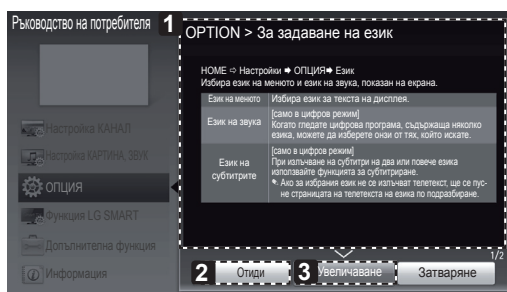 Ръководство на потребителя
Настройка КАНАЛ
Настройка КАРТИНА, ЗВУК
ОПЦИЯ
Функция LG SMART
Допълнителна функция
Информация
1
OPTION > За задаване на език
HOME ⇨ Настройки ➡ ОПЦИЯ➡ Език
Избира език на менюто и език на звука, показан на екрана.
Език на менюто Избира език за текста на дисплея.
Език на звука
[само в цифров режим]
Когато гледате цифрова програма, съдържаща няколко
езика, можете да изберете онзи от тях, който искате.
Език на
субтитрите
[само в цифров режим]
При излъчване на субтитри на два или повече езика
използвайте функцията за субтитриране.
✎ Ако за избрания език не се излъчват телетекст, ще се пус-
не страницата на телетекста на езика по подразбиране.
1/2
2 Отиди
3 Увеличаване
Затваряне